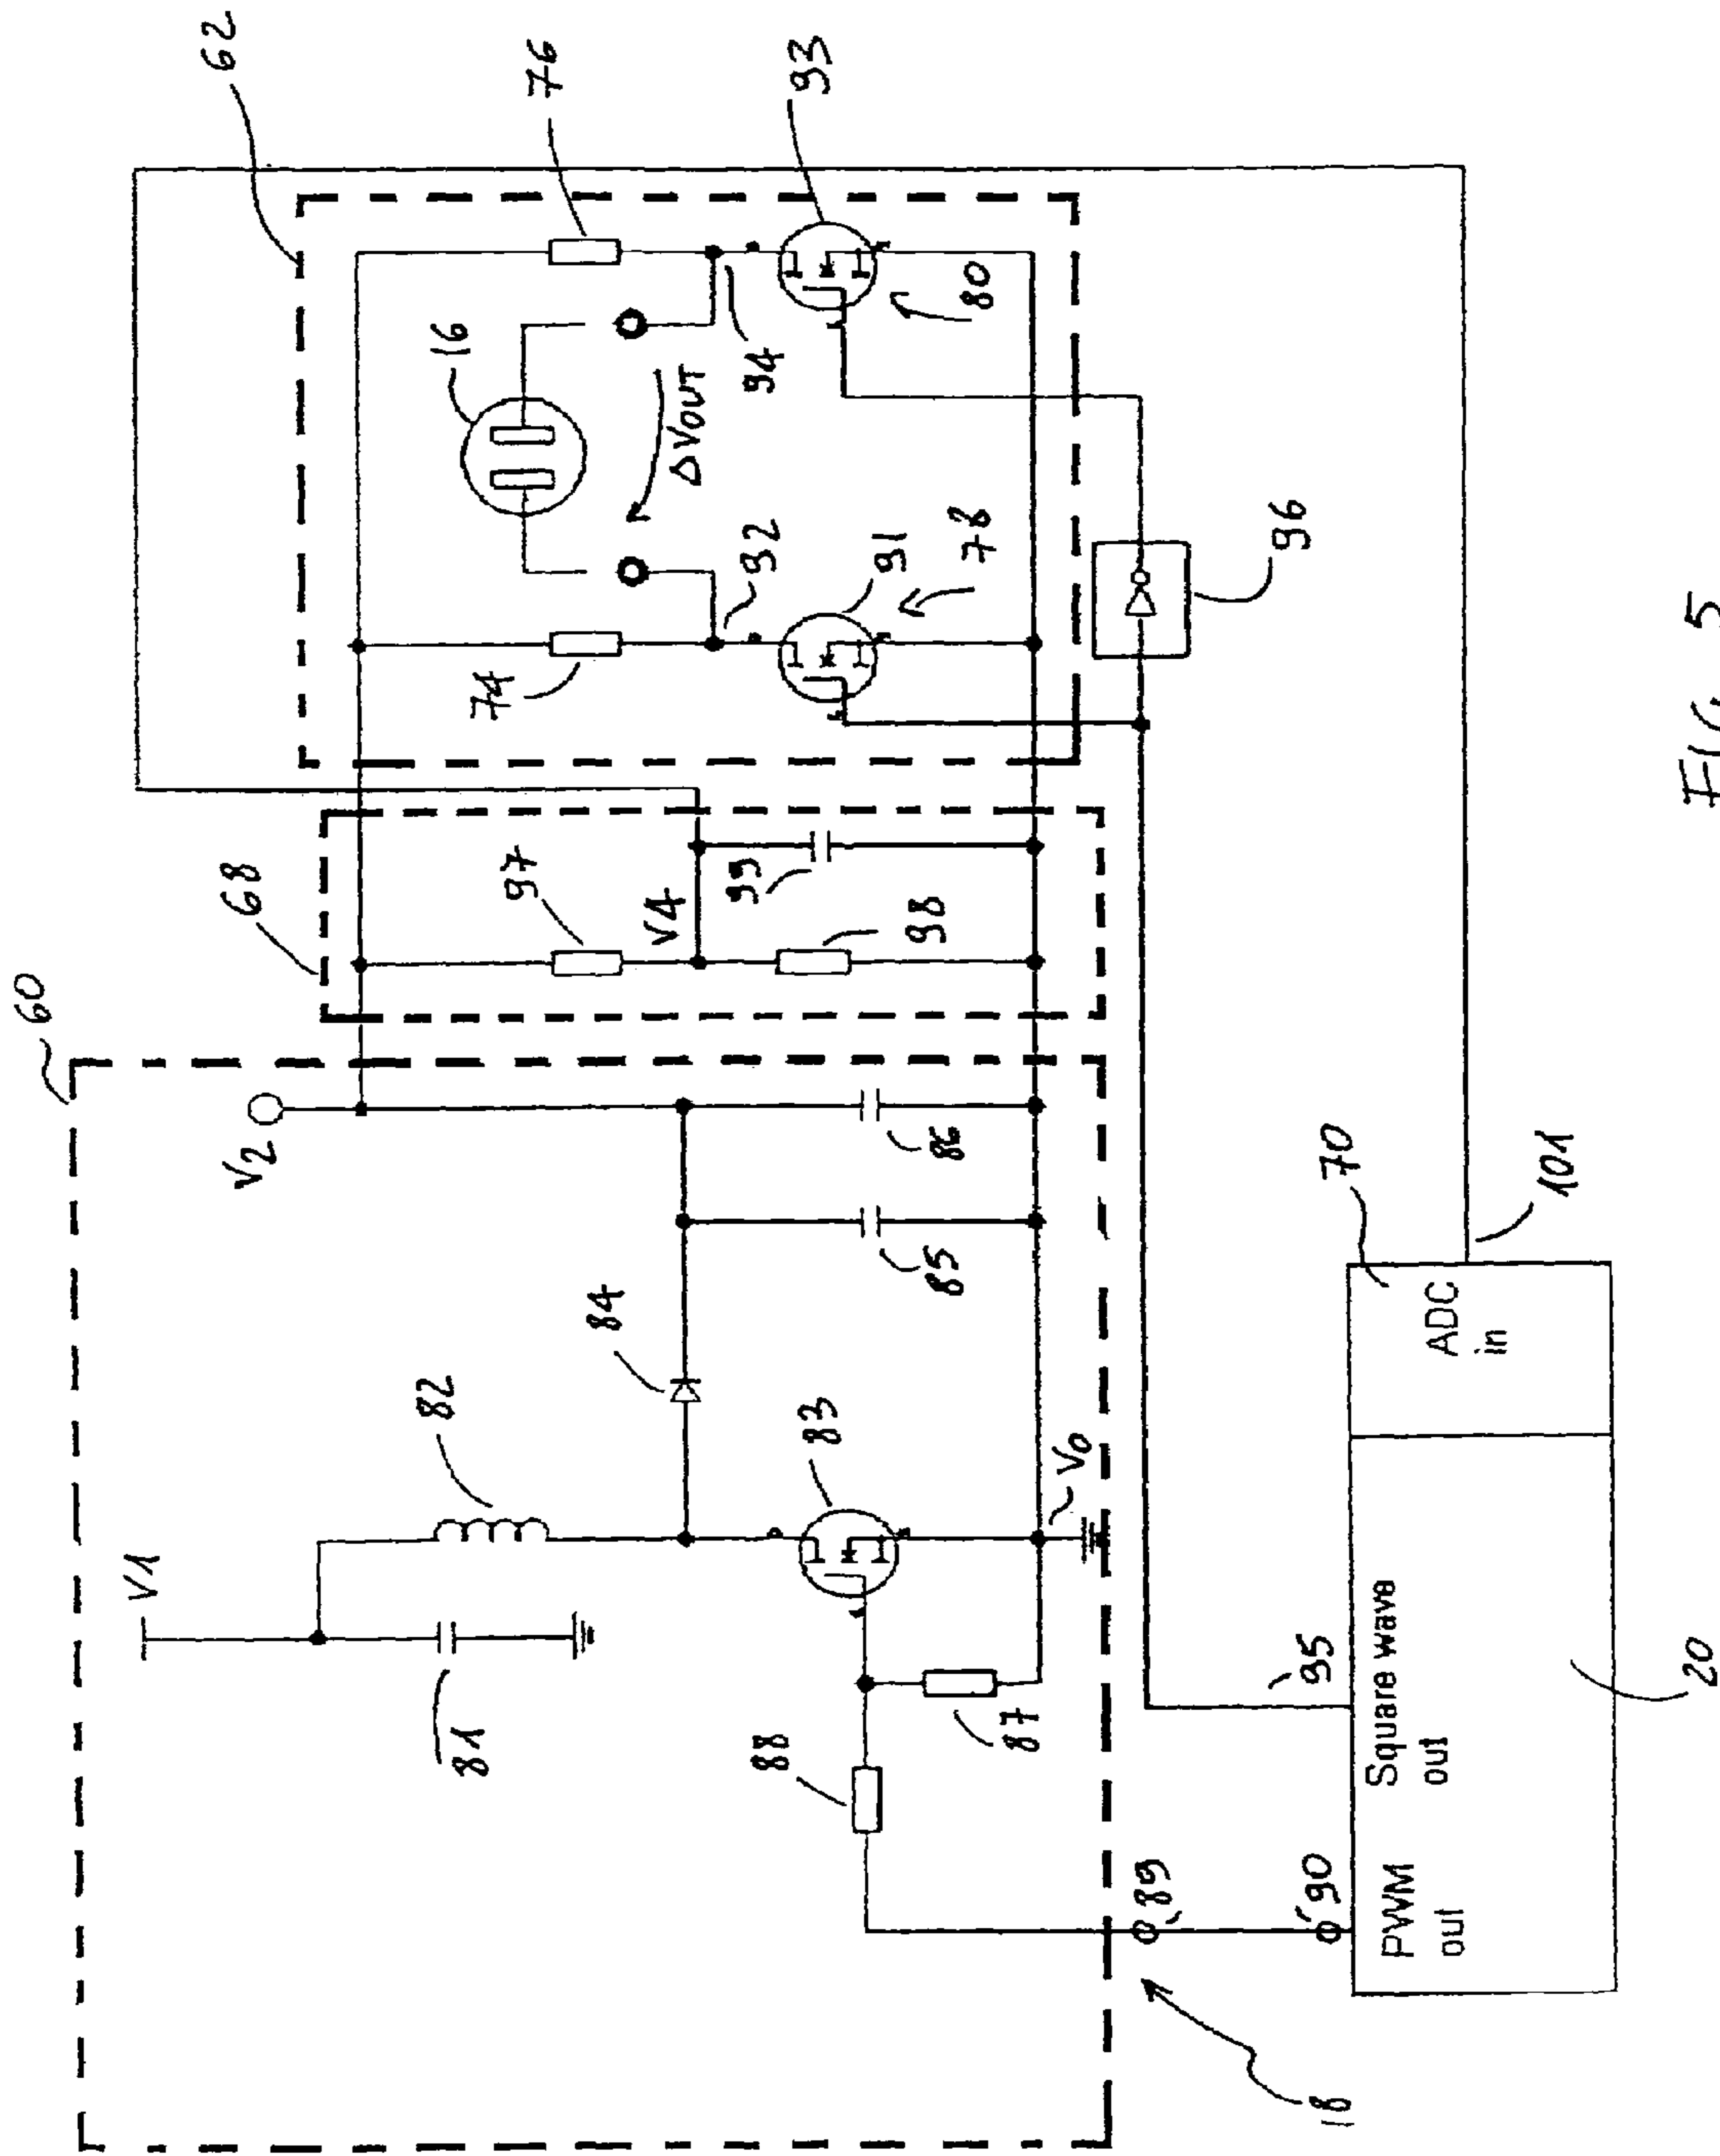 60
V1
82
81
84
83
88
87
V0
V2
85
86
68
97
V4
99
98
62
76
16
ΔVOUT
74
92
94
91
78
93
80
96
89
18
90
95
PWM
out
Square wave
out
ADC
in
70
101
20
FIG 5